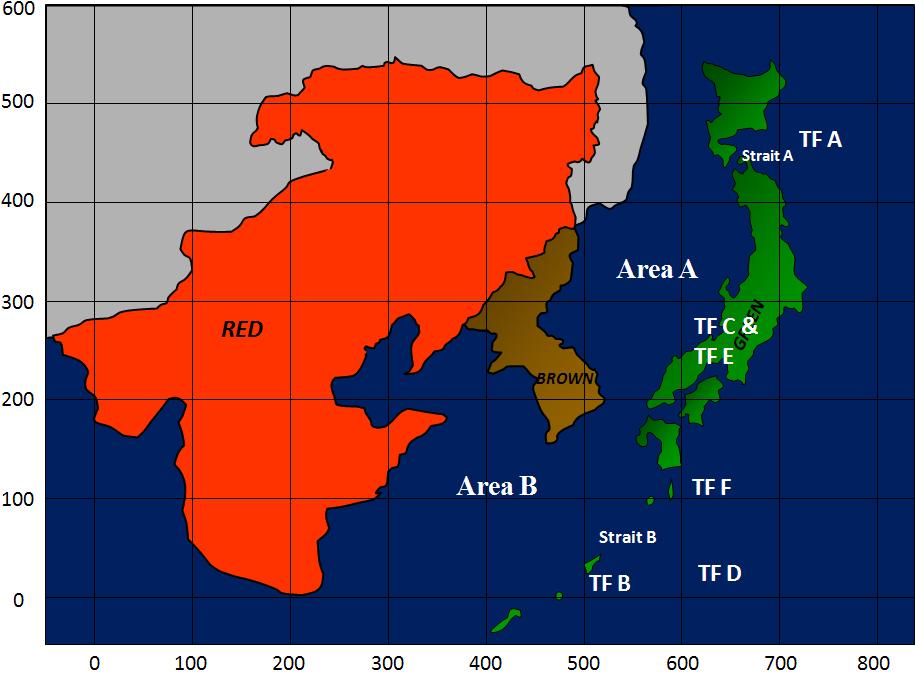 600
500
400
300
200
100
0
TF A
Strait A
Area A
RED
TF C &
TF E
GREEN
BROWN
Area B
TF F
Strait B
TF D
TF B
0 100 200 300 400 500 600 700 800